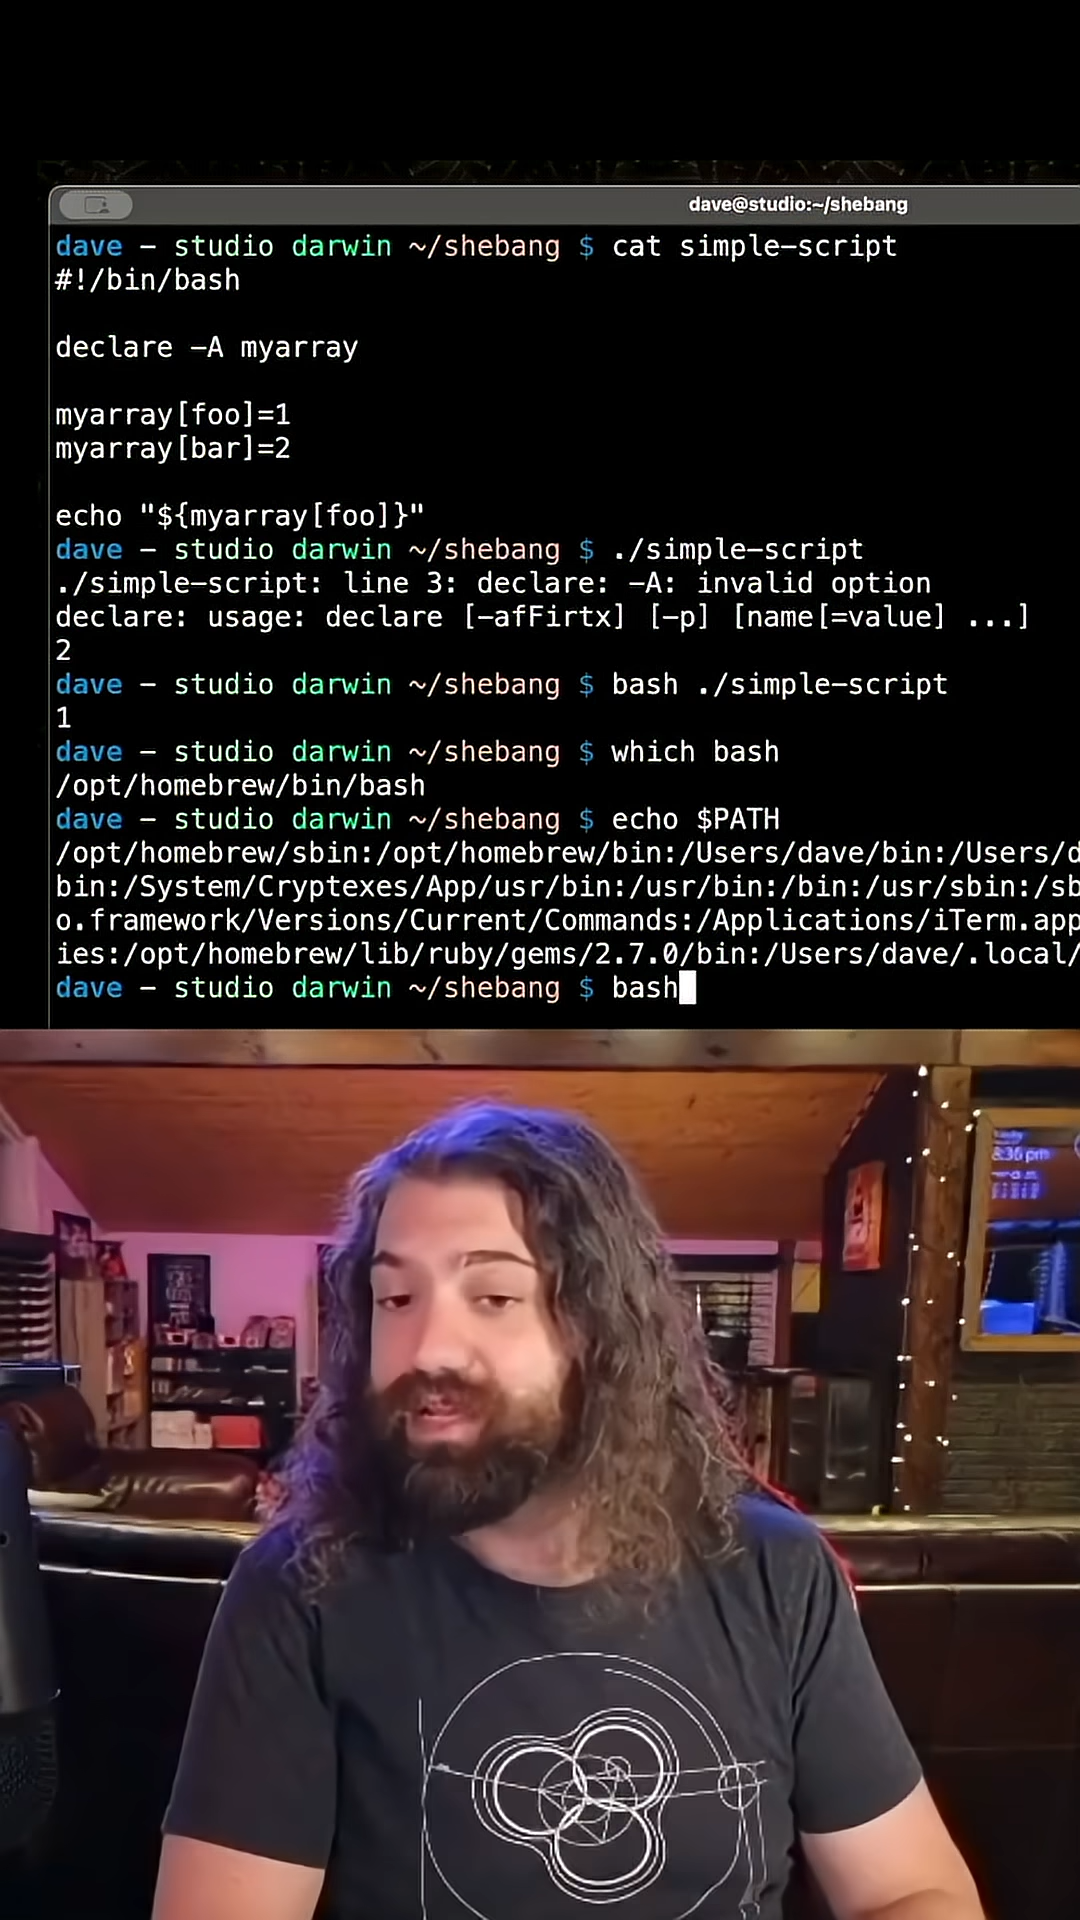 dave@studio:~/shebang
dave – studio darwin ~/shebang $ cat simple-script
#!/bin/bash
declare -A myarray
myarray[foo]=1
myarray[bar]=2
echo "${myarray[foo]}"
dave – studio darwin ~/shebang $ ./simple-script
./simple-script: line 3: declare: -A: invalid option
declare: usage: declare [-afFirtx] [-p] [name[=value] ...]
2
dave – studio darwin ~/shebang $ bash ./simple-script
1
dave – studio darwin ~/shebang $ which bash
/opt/homebrew/bin/bash
dave – studio darwin ~/shebang $ echo $PATH
/opt/homebrew/sbin:/opt/homebrew/bin:/Users/dave/bin:/Users/d
bin:/System/Cryptexes/App/usr/bin:/usr/bin:/bin:/usr/sbin:/sb
o.framework/Versions/Current/Commands:/Applications/iTerm.app
ies:/opt/homebrew/lib/ruby/gems/2.7.0/bin:/Users/dave/.local/
dave – studio darwin ~/shebang $ bash
8:36 pm